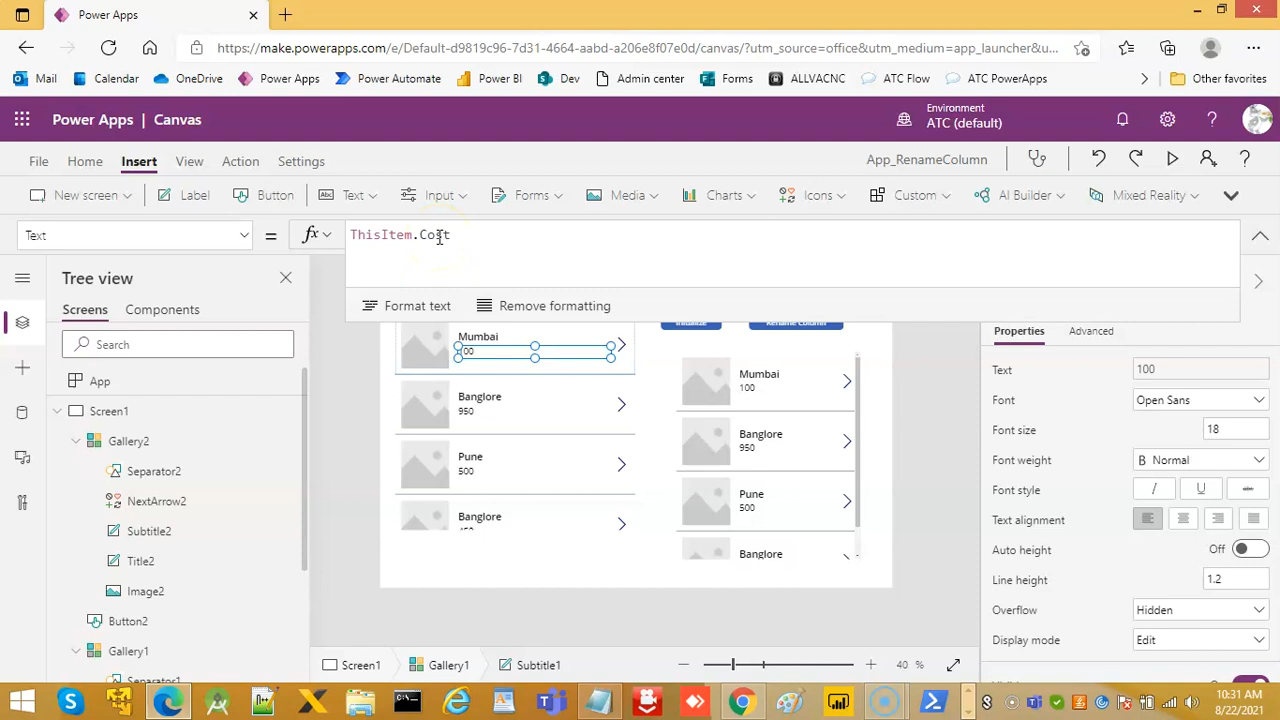 Power Apps
https://make.powerapps.com/e/Default-d9819c96-7d31-4464-aabd-a206e8f07e0d/canvas/?utm_source=office&utm_medium=app_launcher&u...
Mail Calendar OneDrive Power Apps Power Automate Power BI Dev Admin center Forms ALLVACNC ATC Flow ATC PowerApps Other favorites
Power Apps | Canvas
Environment
ATC (default)
File Home Insert View Action Settings App_RenameColumn
New screen Label Button Text Input Forms Media Charts Icons Custom AI Builder Mixed Reality
Text = fx ThisItem.Cost
Format text Remove formatting
Tree view
Screens Components
Search
App
Screen1
Gallery2
Separator2
NextArrow2
Subtitle2
Title2
Image2
Button2
Gallery1
Separator1
Initialize Rename Column
Mumbai
100
Banglore
950
Pune
500
Banglore
Mumbai
100
Banglore
950
Pune
500
Banglore
Screen1 Gallery1 Subtitle1 40 %
Properties Advanced
Text 100
Font Open Sans
Font size 18
Font weight B Normal
Font style / U
Text alignment
Auto height Off
Line height 1.2
Overflow Hidden
Display mode Edit
10:31 AM
8/22/2021